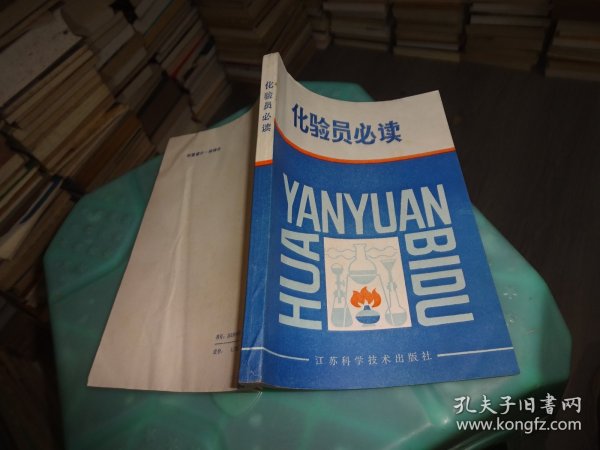 化验员必读
化验员必读
HUA
YANYUAN
BIDU
江苏科学技术出版社
孔夫子旧书网
www.kongfz.com